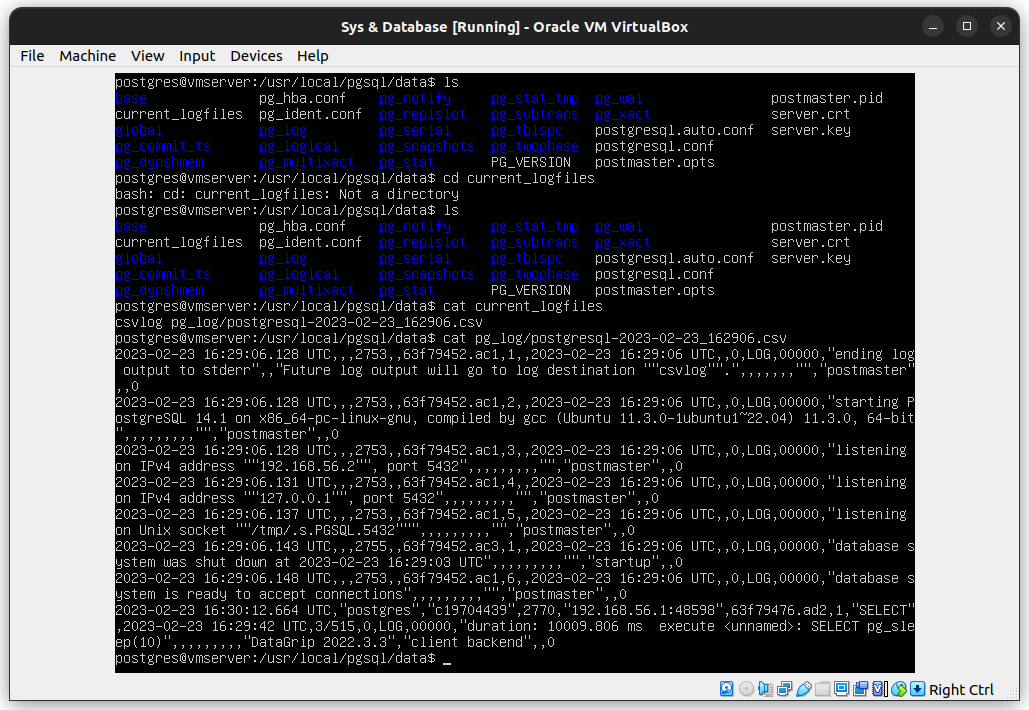 Sys & Database [Running] - Oracle VM VirtualBox
File Machine View Input Devices Help
postgres@vmserver:/usr/local/pgsql/data$ ls
base pg_hba.conf pg_notify pg_stat_tmp pg_wal postmaster.pid
current_logfiles pg_ident.conf pg_replslot pg_subtrans pg_xact server.crt
global pg_log pg_serial pg_tblspc postgresql.auto.conf server.key
pg_commit_ts pg_logical pg_snapshots pg_twophase postgresql.conf
pg_dynshmem pg_multixact pg_stat PG_VERSION postmaster.opts
postgres@vmserver:/usr/local/pgsql/data$ cd current_logfiles
bash: cd: current_logfiles: Not a directory
postgres@vmserver:/usr/local/pgsql/data$ ls
base pg_hba.conf pg_notify pg_stat_tmp pg_wal postmaster.pid
current_logfiles pg_ident.conf pg_replslot pg_subtrans pg_xact server.crt
global pg_log pg_serial pg_tblspc postgresql.auto.conf server.key
pg_commit_ts pg_logical pg_snapshots pg_twophase postgresql.conf
pg_dynshmem pg_multixact pg_stat PG_VERSION postmaster.opts
postgres@vmserver:/usr/local/pgsql/data$ cat current_logfiles
csvlog pg_log/postgresql-2023-02-23_162906.csv
postgres@vmserver:/usr/local/pgsql/data$ cat pg_log/postgresql-2023-02-23_162906.csv
2023-02-23 16:29:06.128 UTC,,,2753,,63f79452.ac1,1,,2023-02-23 16:29:06 UTC,,0,LOG,00000,"ending log
 output to stderr",,"Future log output will go to log destination ""csvlog"".",,,,,,,"","postmaster"
,,0
2023-02-23 16:29:06.128 UTC,,,2753,,63f79452.ac1,2,,2023-02-23 16:29:06 UTC,,0,LOG,00000,"starting P
ostgreSQL 14.1 on x86_64-pc-linux-gnu, compiled by gcc (Ubuntu 11.3.0-1ubuntu1~22.04) 11.3.0, 64-bit
",,,,,,,,,"","postmaster",,0
2023-02-23 16:29:06.128 UTC,,,2753,,63f79452.ac1,3,,2023-02-23 16:29:06 UTC,,0,LOG,00000,"listening
on IPv4 address ""192.168.56.2"", port 5432",,,,,,,,,"","postmaster",,0
2023-02-23 16:29:06.131 UTC,,,2753,,63f79452.ac1,4,,2023-02-23 16:29:06 UTC,,0,LOG,00000,"listening
on IPv4 address ""127.0.0.1"", port 5432",,,,,,,,,"","postmaster",,0
2023-02-23 16:29:06.137 UTC,,,2753,,63f79452.ac1,5,,2023-02-23 16:29:06 UTC,,0,LOG,00000,"listening
on Unix socket ""/tmp/.s.PGSQL.5432""",,,,,,,,,"","postmaster",,0
2023-02-23 16:29:06.143 UTC,,,2755,,63f79452.ac3,1,,2023-02-23 16:29:06 UTC,,0,LOG,00000,"database s
ystem was shut down at 2023-02-23 16:29:03 UTC",,,,,,,,,"","startup",,0
2023-02-23 16:29:06.148 UTC,,,2753,,63f79452.ac1,6,,2023-02-23 16:29:06 UTC,,0,LOG,00000,"database s
ystem is ready to accept connections",,,,,,,,,"","postmaster",,0
2023-02-23 16:30:12.664 UTC,"postgres","c19704439",2770,"192.168.56.1:48598",63f79476.ad2,1,"SELECT"
,2023-02-23 16:29:42 UTC,3/515,0,LOG,00000,"duration: 10009.806 ms  execute <unnamed>: SELECT pg_sle
ep(10)",,,,,,,,,"DataGrip 2022.3.3","client backend",,0
postgres@vmserver:/usr/local/pgsql/data$ _
Right Ctrl